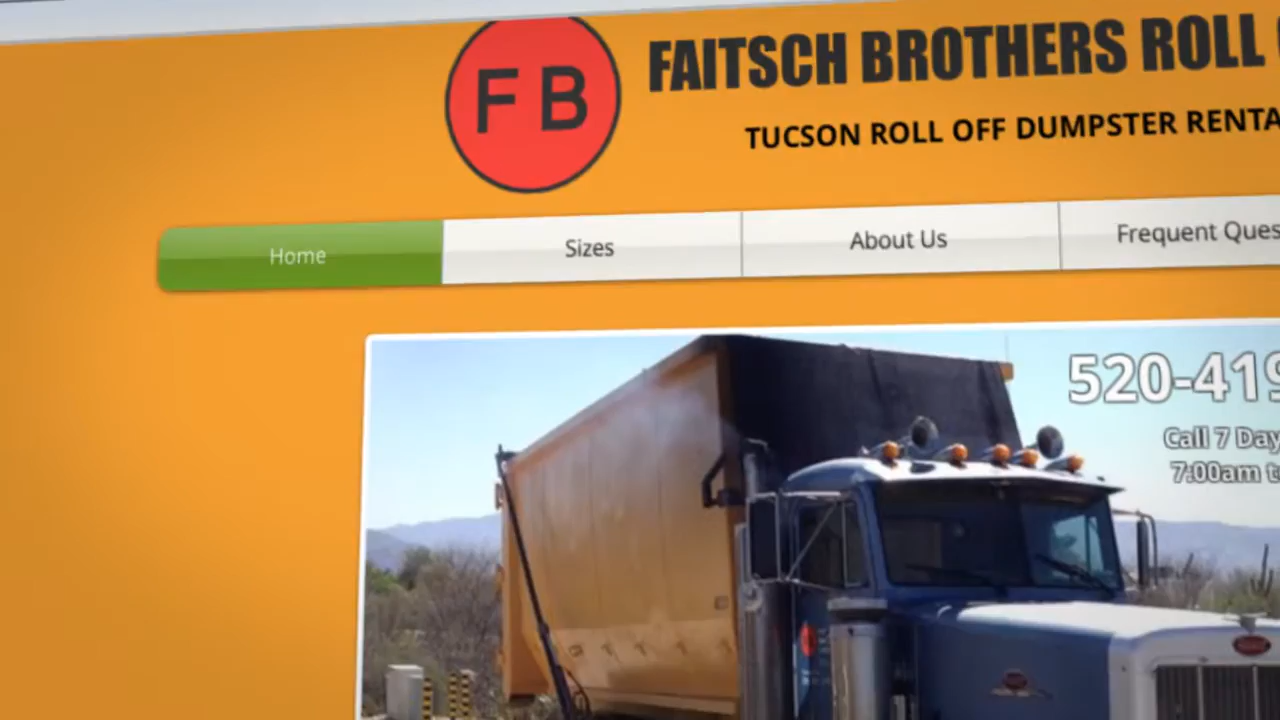 F B
FAITSCH BROTHERS ROLL
TUCSON ROLL OFF DUMPSTER RENTA
Home
Sizes
About Us
Frequent Ques
520-419
Call 7 Day
7:00am t